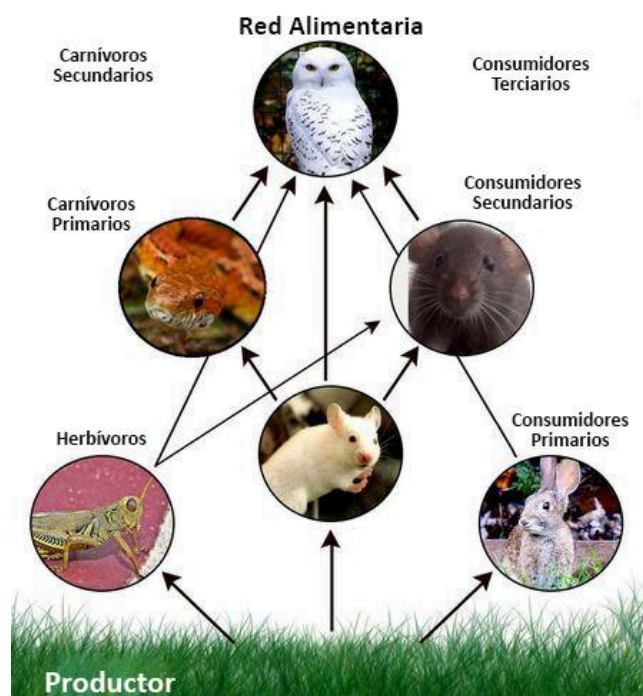 Red Alimentaria
Carnívoros
Secundarios
Consumidores
Terciarios
Carnívoros
Primarios
Consumidores
Secundarios
Herbívoros
Consumidores
Primarios
Productor